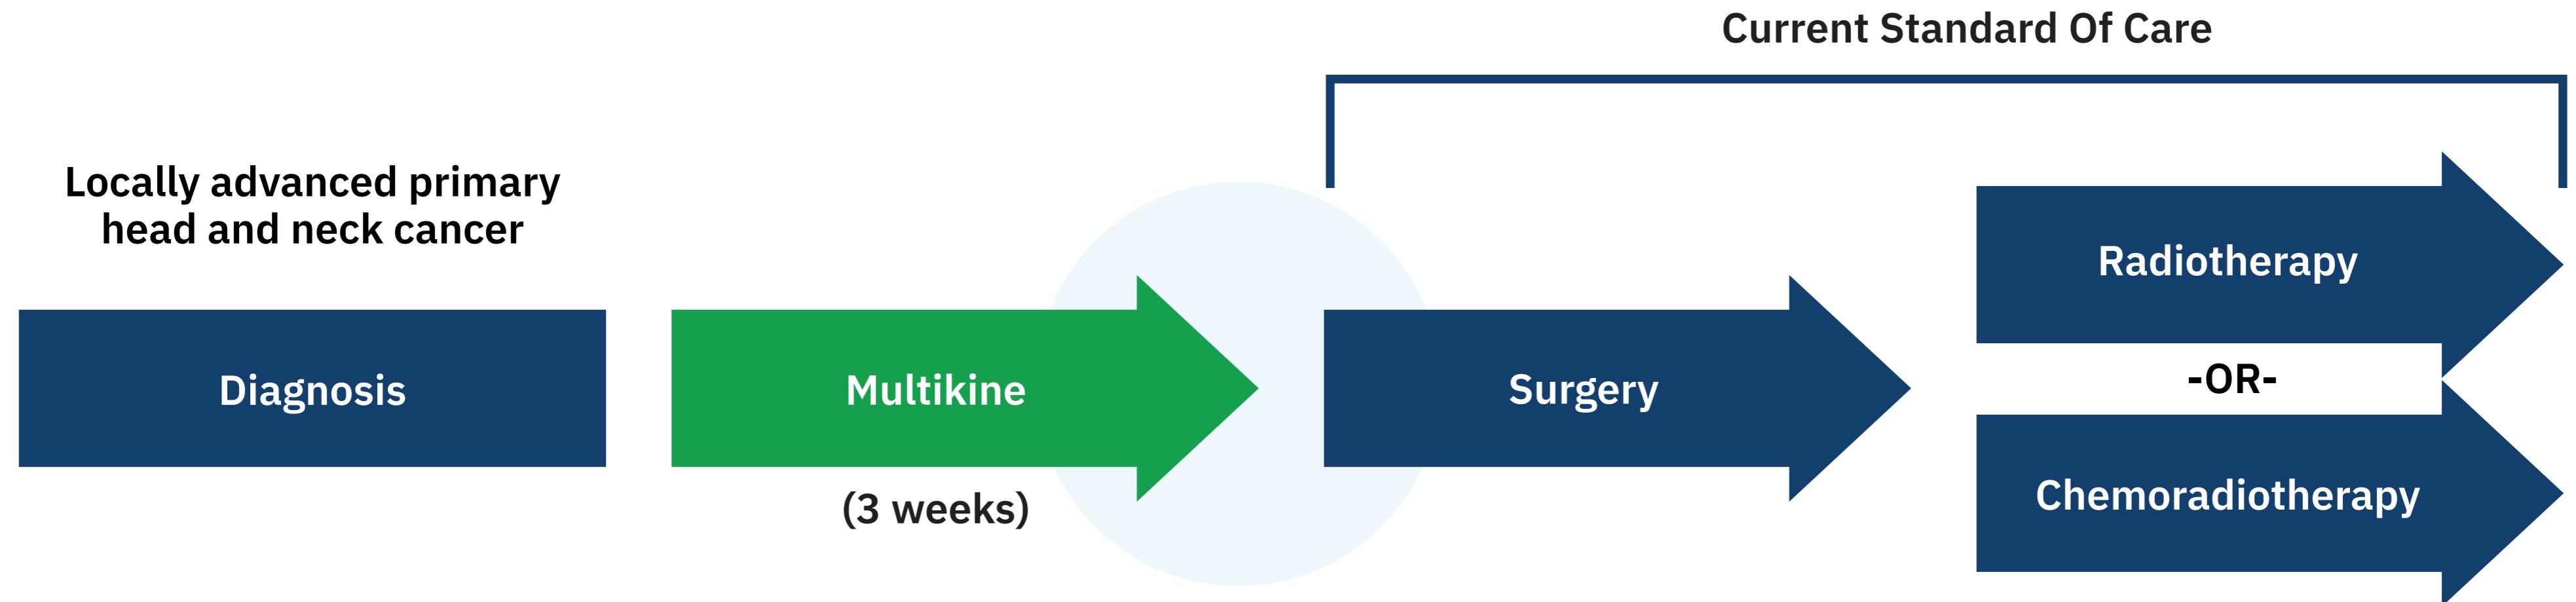 Current Standard Of Care
Locally advanced primary
head and neck cancer
Diagnosis
Multikine
(3 weeks)
Surgery
Radiotherapy
-OR-
Chemoradiotherapy